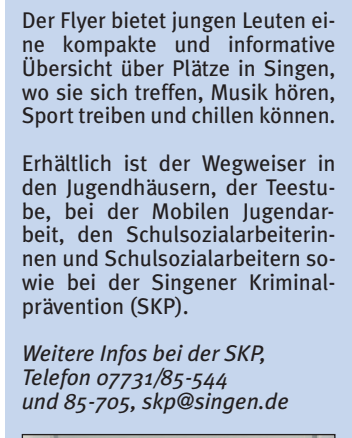 Der Flyer bietet jungen Leuten ei-
ne kompakte und informative
Übersicht über Plätze in Singen,
wo sie sich treffen, Musik hören,
Sport treiben und chillen können.

Erhältlich ist der Wegweiser in
den Jugendhäusern, der Teestu-
be, bei der Mobilen Jugendar-
beit, den Schulsozialarbeiterin-
nen und Schulsozialarbeitern so-
wie bei der Singener Kriminal-
prävention (SKP).

Weitere Infos bei der SKP,
Telefon 07731/85-544
und 85-705, skp@singen.de